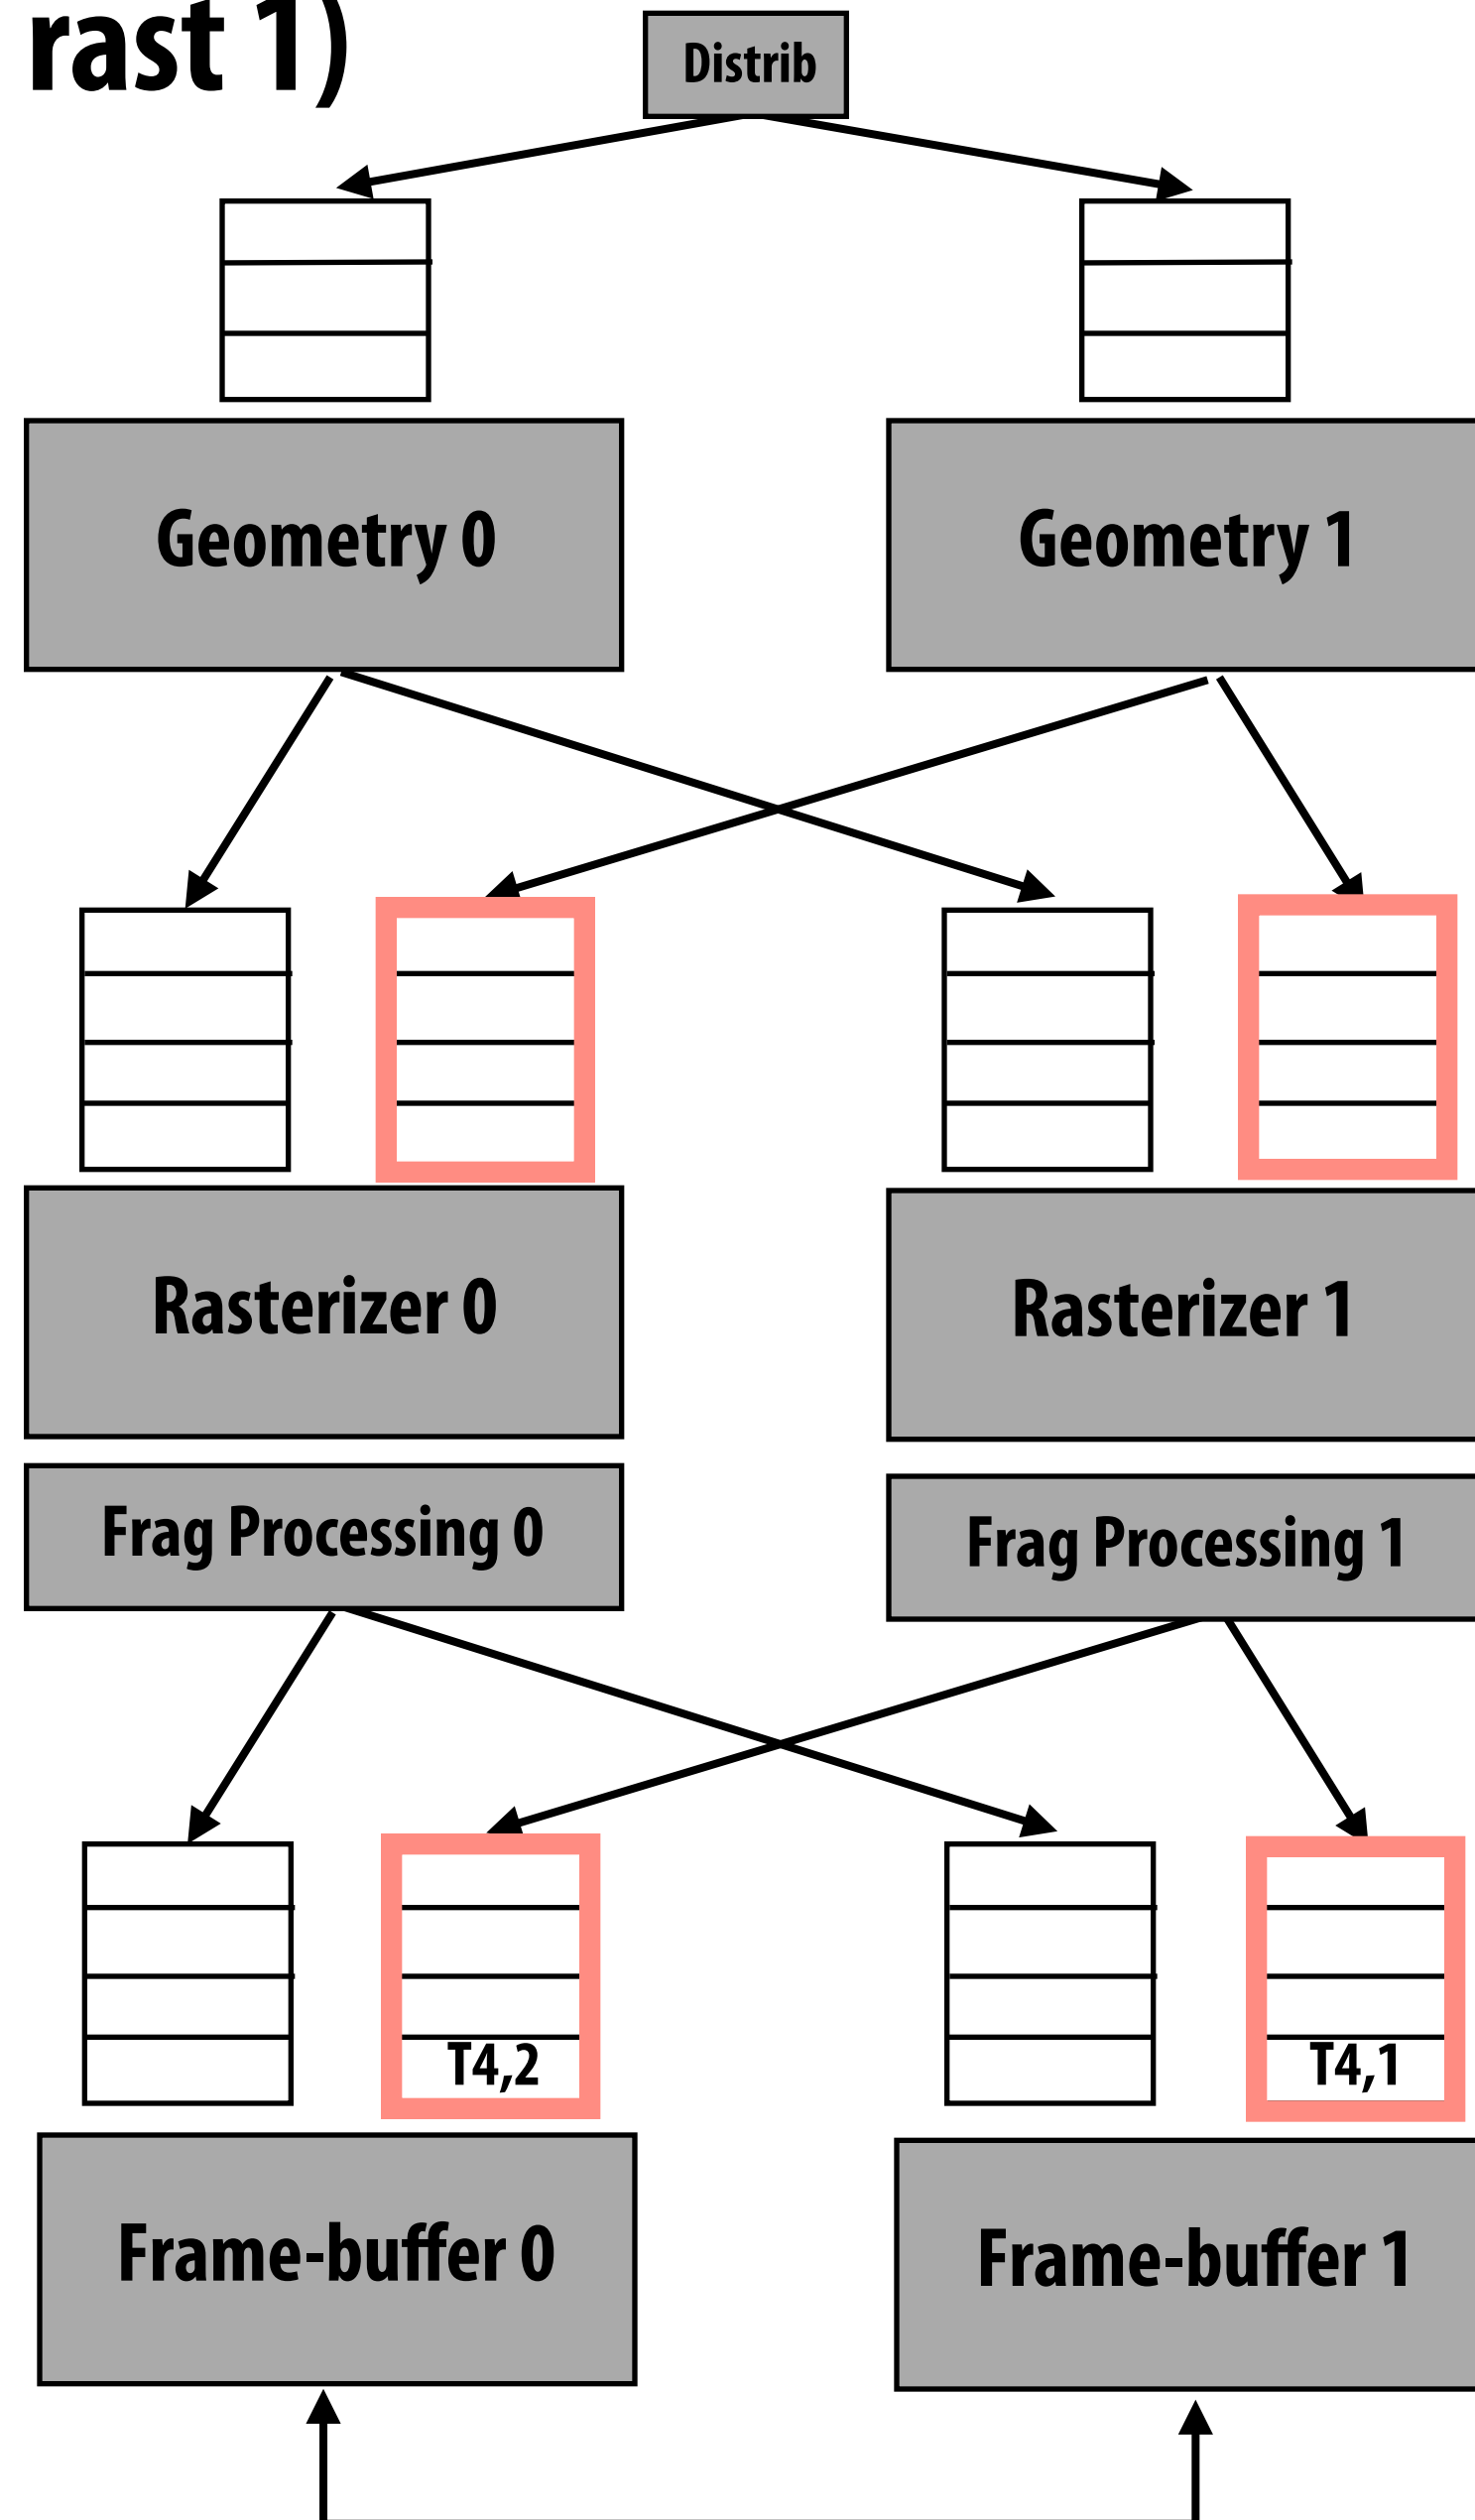 rast 1)
Distrib
Geometry 0
Geometry 1
Rasterizer 0
Rasterizer 1
Frag Processing 0
Frag Processing 1
T4,2
T4,1
Frame-buffer 0
Frame-buffer 1